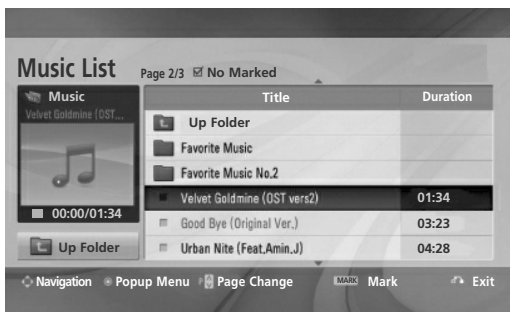 Music List Page 2/3 No Marked
Music
Velvet Goldmine (OST...
00:00/01:34
Up Folder
Title Duration
Up Folder
Favorite Music
Favorite Music No.2
Velvet Goldmine (OST vers2) 01:34
Good Bye (Original Ver.) 03:23
Urban Nite (Feat.Amin.J) 04:28
Navigation Popup Menu Page Change MARK Mark Exit